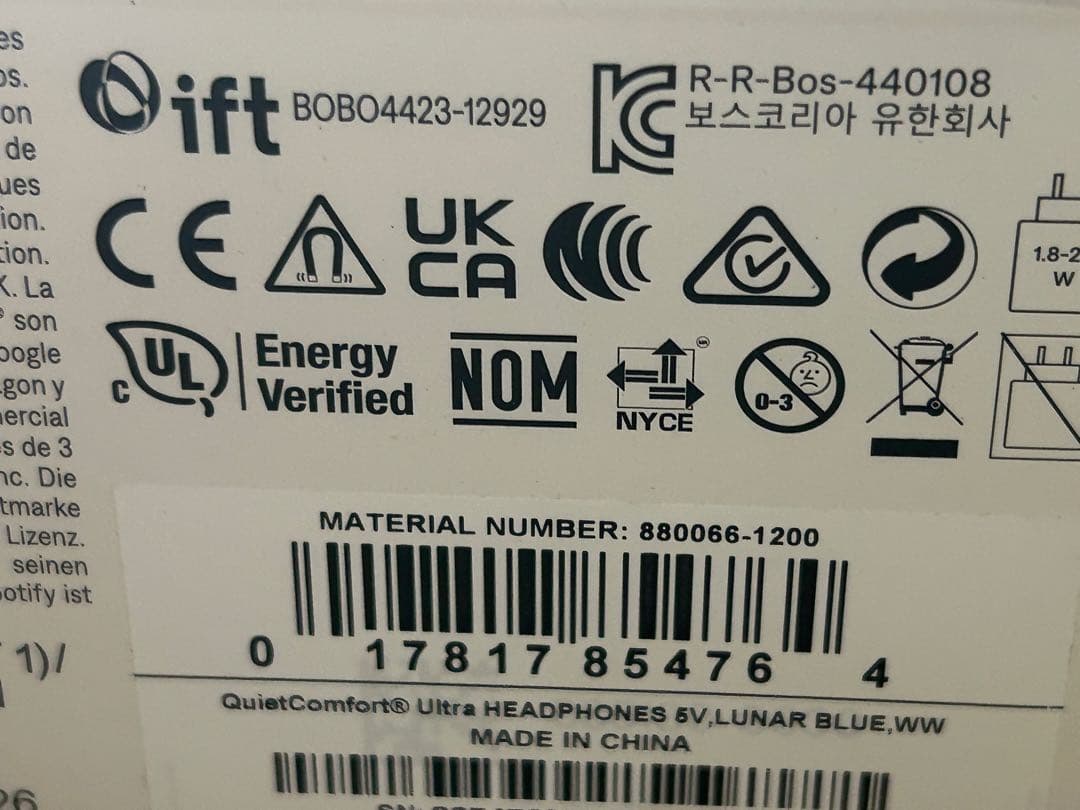 es
os.
on
de
ues
ion.
tion.
K. La
® son
oogle
gon y
mercial
s de 3
nc. Die
tmarke
Lizenz.
seinen
potify ist
1)/
26
ift BOBO4423-12929
R-R-Bos-440108
보스코리아 유한회사
CE
UK
CA
1.8-2
W
C UL Energy
Verified
NOM
NYCE
0-3
MATERIAL NUMBER: 880066-1200
0 17817 85476 4
QuietComfort® Ultra HEADPHONES 5V,LUNAR BLUE,WW
MADE IN CHINA